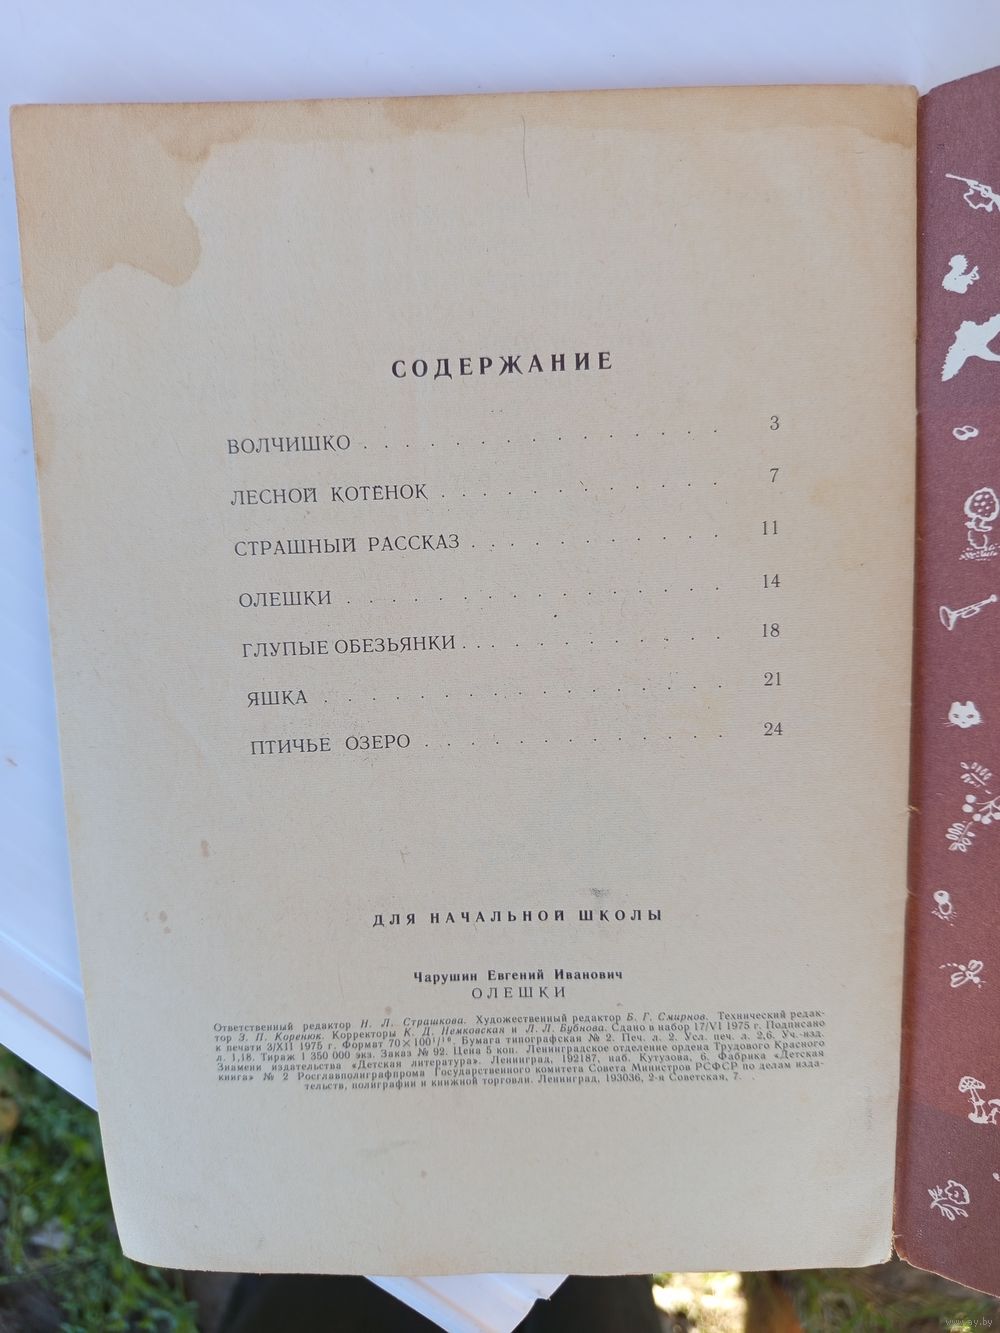 СОДЕРЖАНИЕ
ВОЛЧИШКО . . . . . . . . . . . . . . . . 3
ЛЕСНОЙ КОТЁНОК . . . . . . . . . . . . . 7
СТРАШНЫЙ РАССКАЗ . . . . . . . . . . . 11
ОЛЕШКИ . . . . . . . . . . . . . . . . 14
ГЛУПЫЕ ОБЕЗЬЯНКИ . . . . . . . . . . . 18
ЯШКА . . . . . . . . . . . . . . . . . 21
ПТИЧЬЕ ОЗЕРО . . . . . . . . . . . . . 24
ДЛЯ НАЧАЛЬНОЙ ШКОЛЫ
Чарушин Евгений Иванович
ОЛЕШКИ
Ответственный редактор Н. Л. Страшкова. Художественный редактор Б. Г. Смирнов. Технический редак-
тор З. П. Коренюк. Корректоры К. Д. Немковская и Л. Л. Бубнова. Сдано в набор 17/VI 1975 г. Подписано
к печати 3/XII 1975 г. Формат 70×100¹/₁₆. Бумага типографская № 2. Печ. л. 2. Усл. печ. л. 2,6. Уч.-изд.
л. 1,18. Тираж 1 350 000 экз. Заказ № 92. Цена 5 коп. Ленинградское отделение ордена Трудового Красного
Знамени издательства «Детская литература». Ленинград, 192187, наб. Кутузова, 6. Фабрика «Детская
книга» № 2 Росглавполиграфпрома Государственного комитета Совета Министров РСФСР по делам изда-
тельств, полиграфии и книжной торговли. Ленинград, 193036, 2-я Советская, 7.
www.ay.by